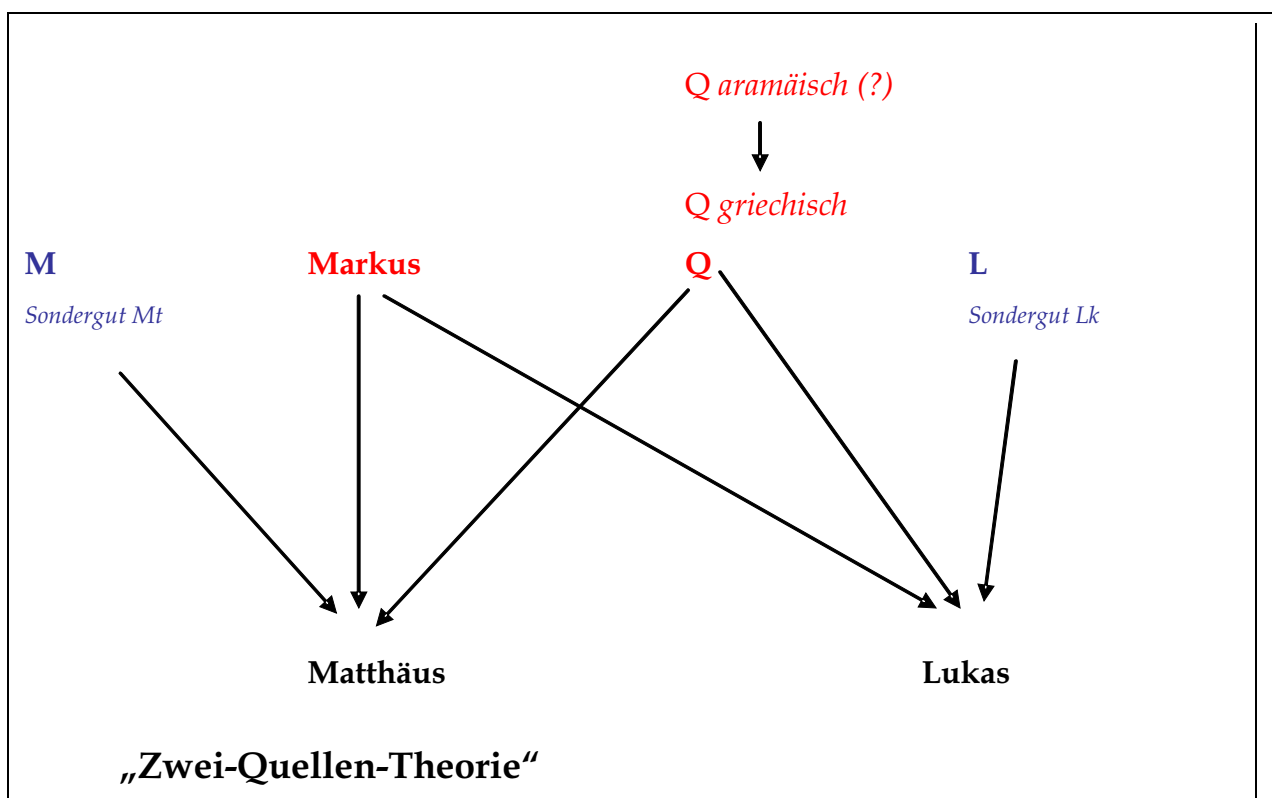 Q aramäisch (?)
Q griechisch
M Markus Q L
Sondergut Mt Sondergut Lk
Matthäus Lukas
„Zwei-Quellen-Theorie“